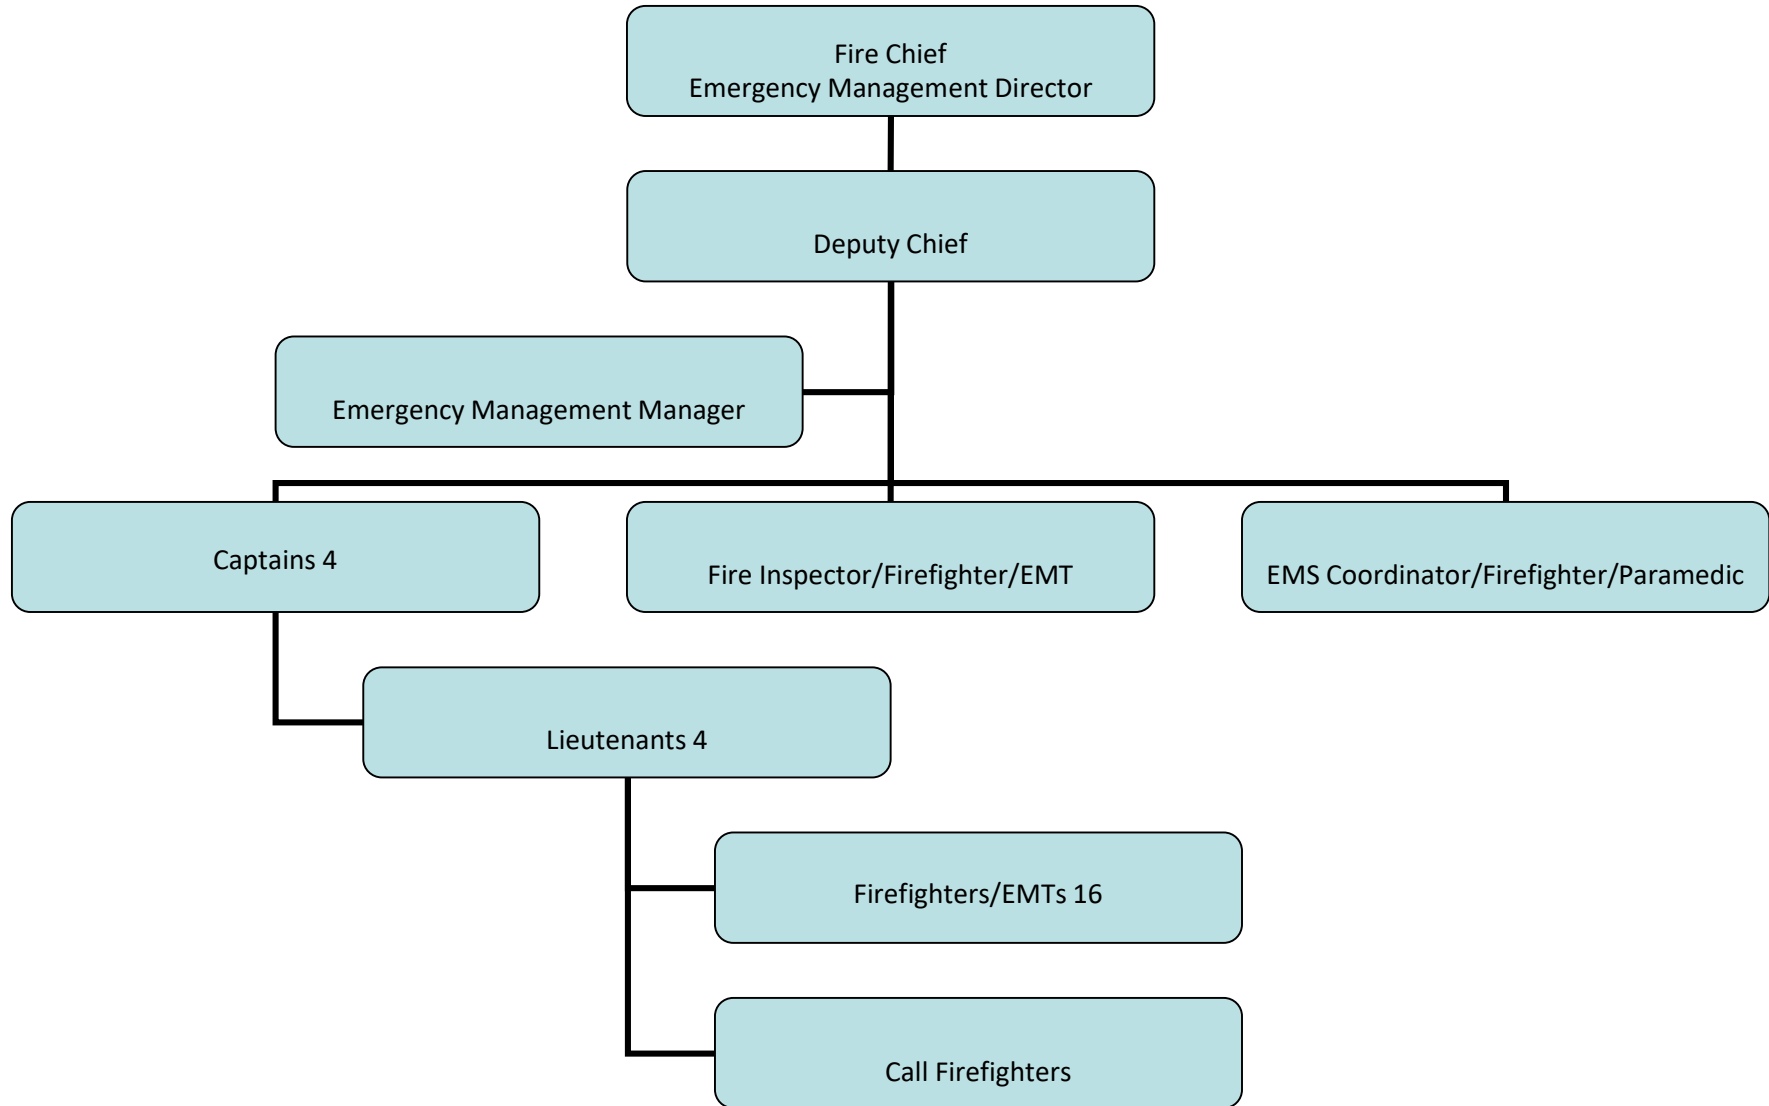 Fire Chief
Emergency Management Director
Deputy Chief
Emergency Management Manager
Captains 4
Fire Inspector/Firefighter/EMT
EMS Coordinator/Firefighter/Paramedic
Lieutenants 4
Firefighters/EMTs 16
Call Firefighters